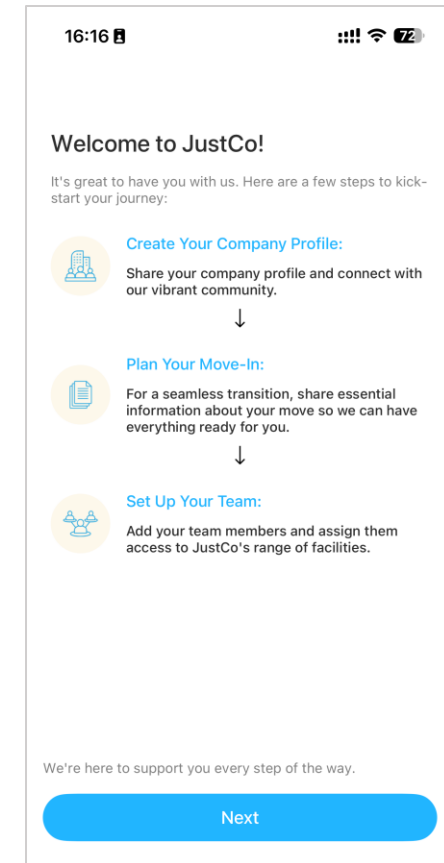 16:16
72
Welcome to JustCo!
It's great to have you with us. Here are a few steps to kick-
start your journey:
Create Your Company Profile:
Share your company profile and connect with
our vibrant community.
↓
Plan Your Move-In:
For a seamless transition, share essential
information about your move so we can have
everything ready for you.
↓
Set Up Your Team:
Add your team members and assign them
access to JustCo's range of facilities.
We're here to support you every step of the way.
Next